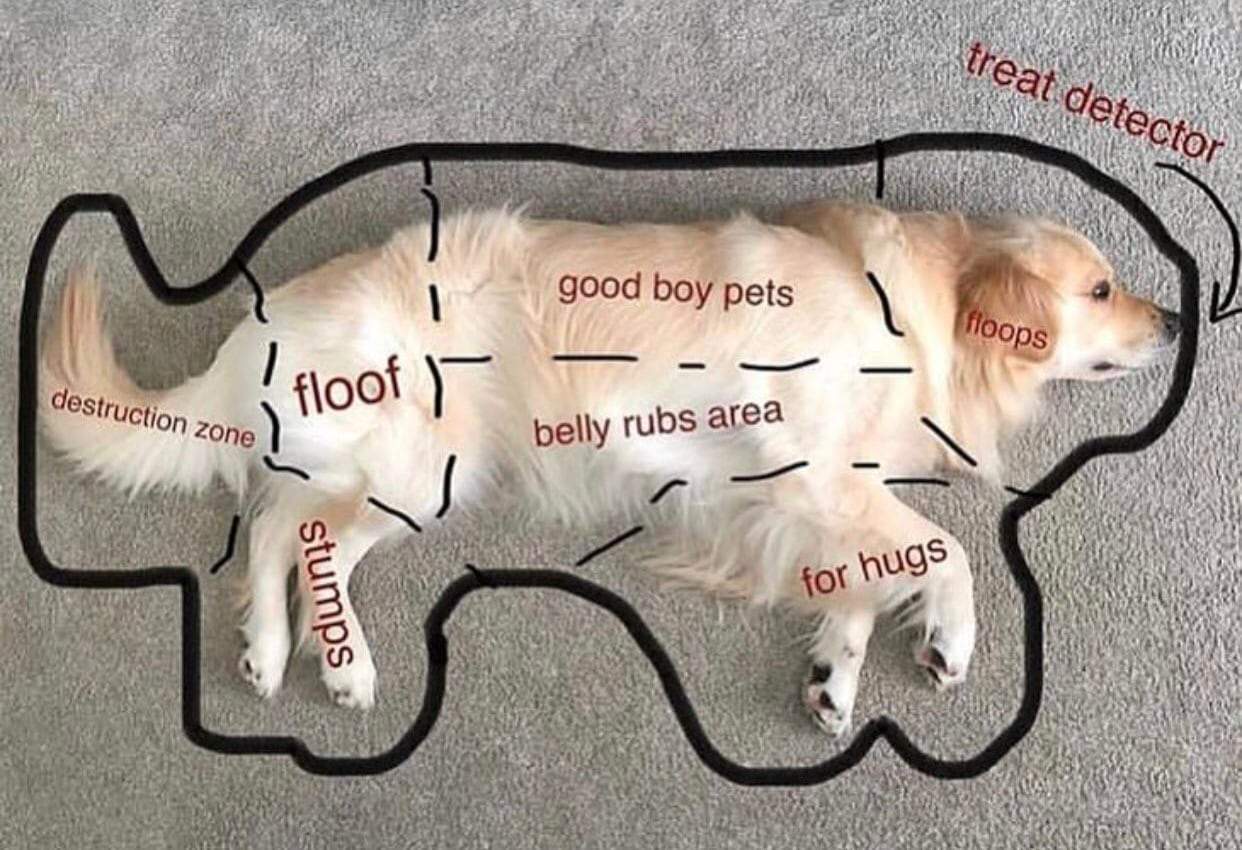 treat detector
good boy pets
floops
floof
destruction zone
belly rubs area
stumps
for hugs